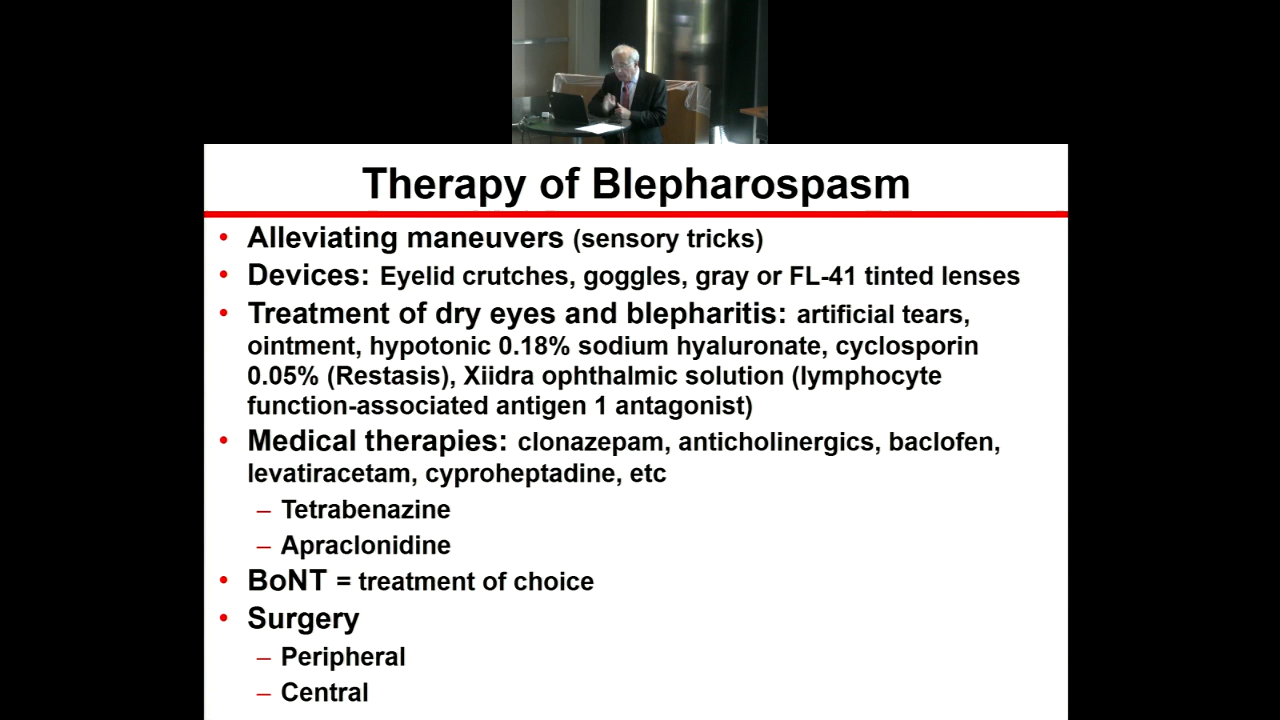 Therapy of Blepharospasm
• Alleviating maneuvers (sensory tricks)
• Devices: Eyelid crutches, goggles, gray or FL-41 tinted lenses
• Treatment of dry eyes and blepharitis: artificial tears,
ointment, hypotonic 0.18% sodium hyaluronate, cyclosporin
0.05% (Restasis), Xiidra ophthalmic solution (lymphocyte
function-associated antigen 1 antagonist)
• Medical therapies: clonazepam, anticholinergics, baclofen,
levatiracetam, cyproheptadine, etc
– Tetrabenazine
– Apraclonidine
• BoNT = treatment of choice
• Surgery
– Peripheral
– Central